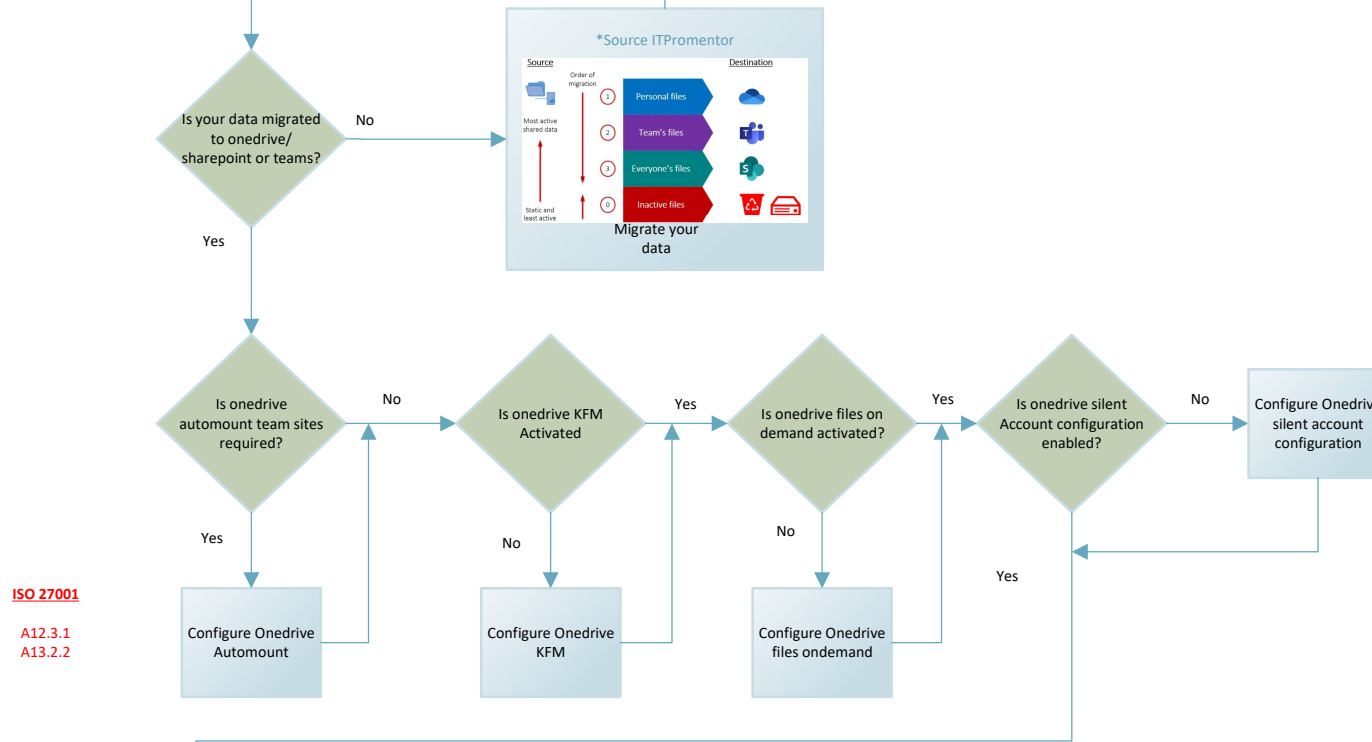 *Source ITPromentor
Source
Destination
Order of
migration
1
Personal files
Most active
shared data
2
Team's files
T
3
Everyone's files
S
Static and
least active
0
Inactive files
Migrate your
data
Is your data migrated
to onedrive/
sharepoint or teams?
No
Yes
Is onedrive
automount team sites
required?
No
Is onedrive KFM
Activated
Yes
Is onedrive files on
demand activated?
Yes
Is onedrive silent
Account configuration
enabled?
No
Configure Onedriv
silent account
configuration
Yes
No
No
Yes
ISO 27001
A12.3.1
A13.2.2
Configure Onedrive
Automount
Configure Onedrive
KFM
Configure Onedrive
files ondemand